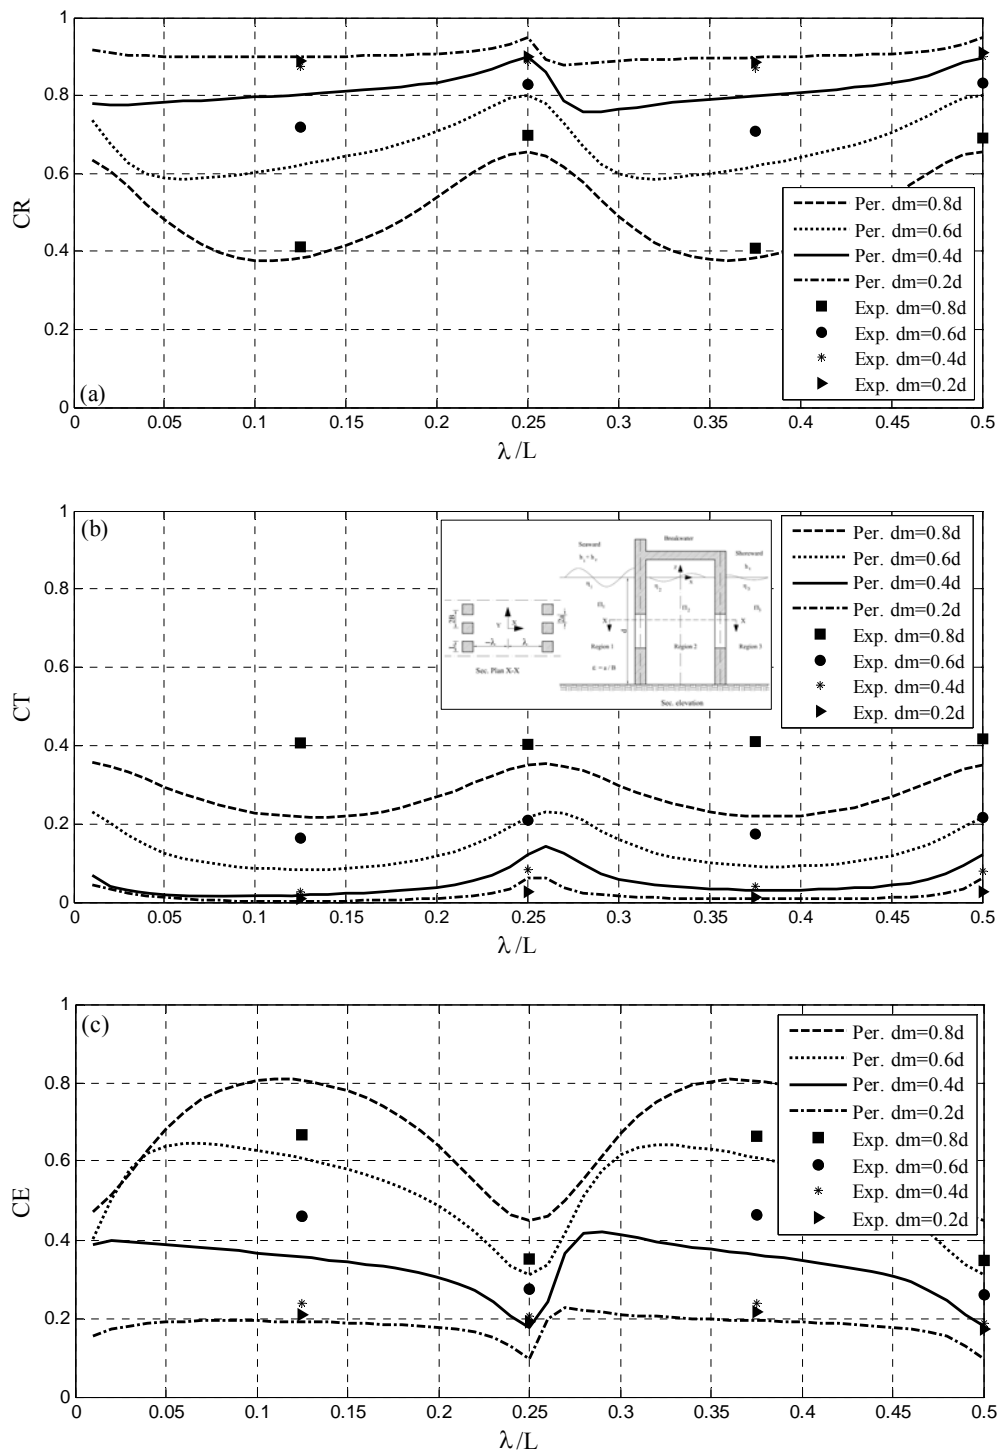 1
0.8
0.6
0.4
0.2
0
CR
(a)
0 0.05 0.1 0.15 0.2 0.25 0.3 0.35 0.4 0.45 0.5
λ/L
Per. dm=0.8d
Per. dm=0.6d
Per. dm=0.4d
Per. dm=0.2d
Exp. dm=0.8d
Exp. dm=0.6d
Exp. dm=0.4d
Exp. dm=0.2d
1
0.8
0.6
0.4
0.2
0
CT
(b)
Seaward
Breakwater
Shoreward
Region 1
Region 2
Region 3
ε = a / B
Sec. Plan X-X
Sec. elevation
2B
-λ
λ
Y
X
X
d
0 0.05 0.1 0.15 0.2 0.25 0.3 0.35 0.4 0.45 0.5
λ/L
Per. dm=0.8d
Per. dm=0.6d
Per. dm=0.4d
Per. dm=0.2d
Exp. dm=0.8d
Exp. dm=0.6d
Exp. dm=0.4d
Exp. dm=0.2d
1
0.8
0.6
0.4
0.2
0
CE
(c)
0 0.05 0.1 0.15 0.2 0.25 0.3 0.35 0.4 0.45 0.5
λ/L
Per. dm=0.8d
Per. dm=0.6d
Per. dm=0.4d
Per. dm=0.2d
Exp. dm=0.8d
Exp. dm=0.6d
Exp. dm=0.4d
Exp. dm=0.2d